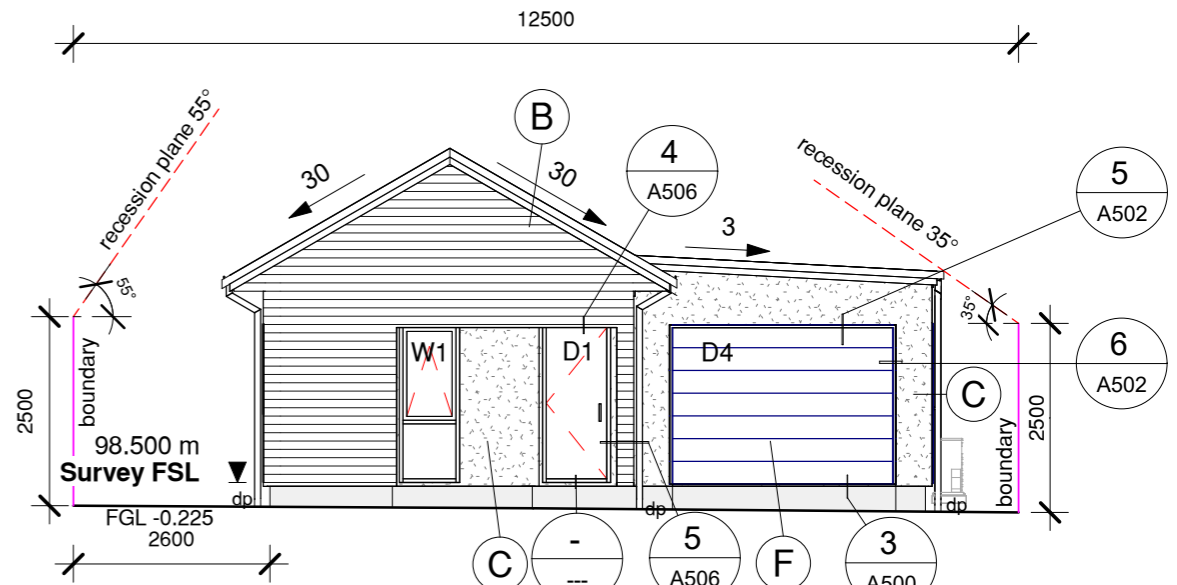 12500
recession plane 55°
B
4
A506
30
30
3
recession plane 35°
5
A502
55°
35°
W1
D1
D4
6
A502
C
boundary
2500
98.500 m
Survey FSL
2500
boundary
dp
dp
dp
FGL -0.225
2600
C
-
---
5
A506
F
3
A500